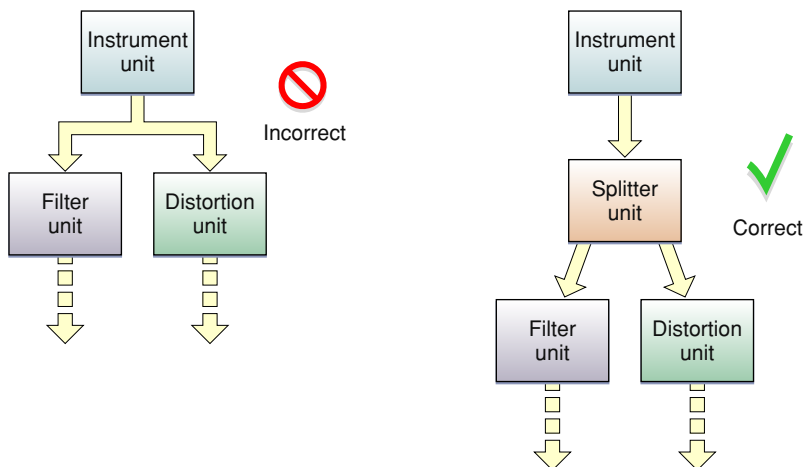 Instrument
unit
Incorrect
Filter
unit
Distortion
unit
Instrument
unit
Splitter
unit
Correct
Filter
unit
Distortion
unit